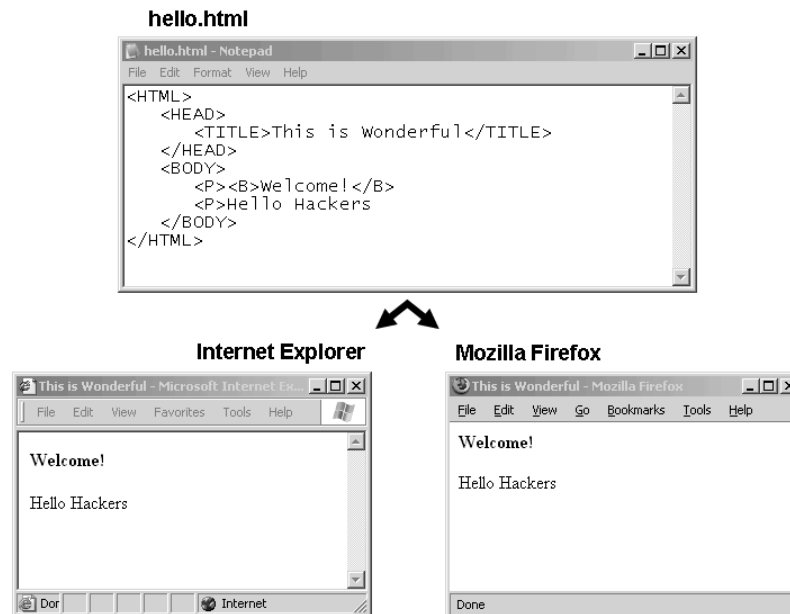 hello.html
hello.html - Notepad
File Edit Format View Help
<HTML>
<HEAD>
<TITLE>This is Wonderful</TITLE>
</HEAD>
<BODY>
<P><B>Welcome!</B>
<P>Hello Hackers
</BODY>
</HTML>
Internet Explorer
This is Wonderful - Microsoft Internet Ex...
File Edit View Favorites Tools Help
Welcome!
Hello Hackers
Dor
Internet
Mozilla Firefox
This is Wonderful - Mozilla Firefox
File Edit View Go Bookmarks Tools Help
Welcome!
Hello Hackers
Done